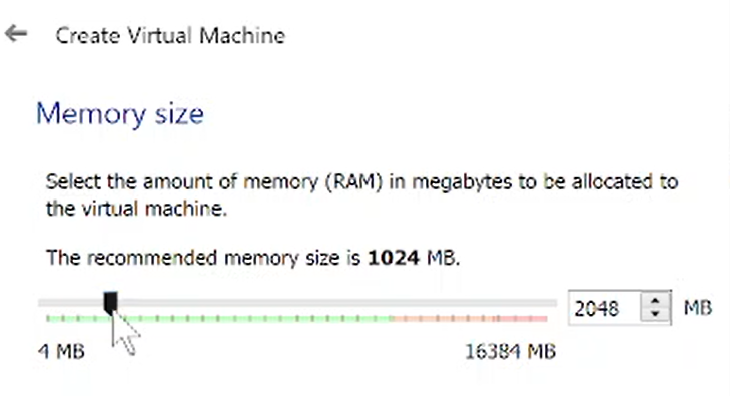 Create Virtual Machine
Memory size
Select the amount of memory (RAM) in megabytes to be allocated to
the virtual machine.
The recommended memory size is 1024 MB.
2048 MB
4 MB 16384 MB